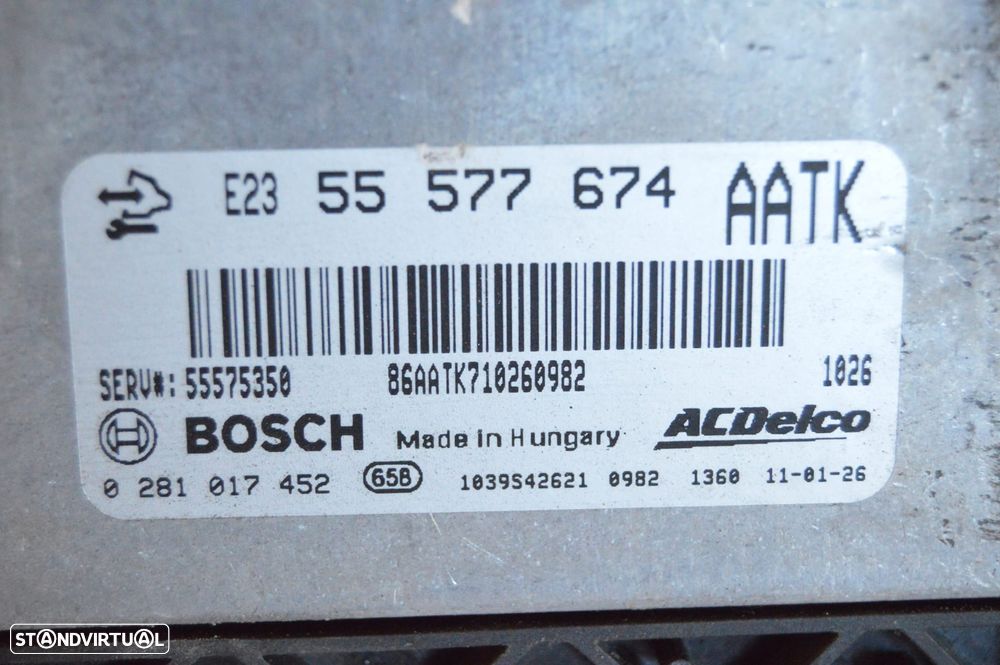 E23 55 577 674 AATK
SERV#: 55575350 86AATK710260982 1026
BOSCH Made in Hungary ACDelco
0 281 017 452 65B 1039S42621 0982 1360 11-01-26
STANDVIRTUAL